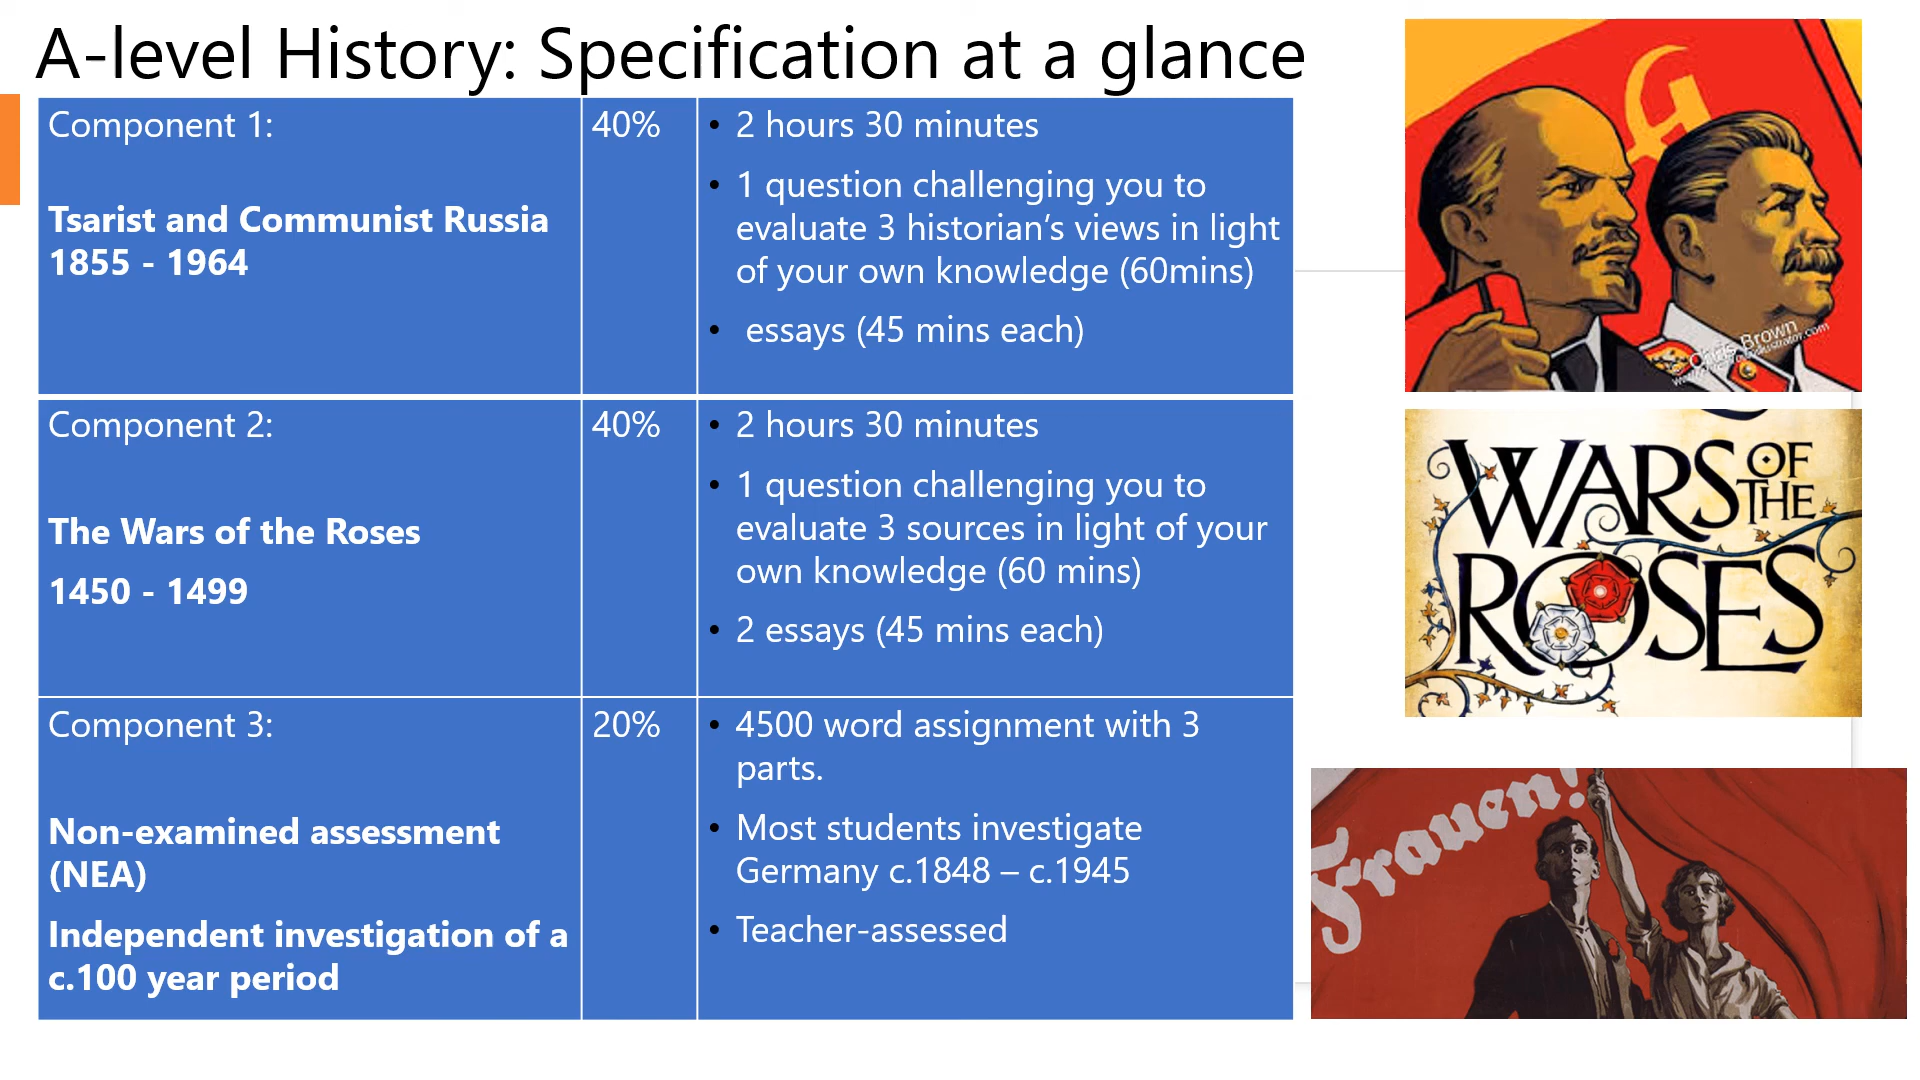 A-level History: Specification at a glance
Component 1:
Tsarist and Communist Russia
1855 - 1964
40%
• 2 hours 30 minutes
• 1 question challenging you to
evaluate 3 historian‘s views in light
of your own knowledge (60mins)
• essays (45 mins each)
Component 2:
The Wars of the Roses
1450 - 1499
40%
• 2 hours 30 minutes
• 1 question challenging you to
evaluate 3 sources in light of your
own knowledge (60 mins)
• 2 essays (45 mins each)
Component 3:
Non-examined assessment
(NEA)
Independent investigation of a
c.100 year period
20%
• 4500 word assignment with 3
parts.
• Most students investigate
Germany c.1848 – c.1945
• Teacher-assessed
Chris Brown
WARS OF
THE
ROSES
Frauen!